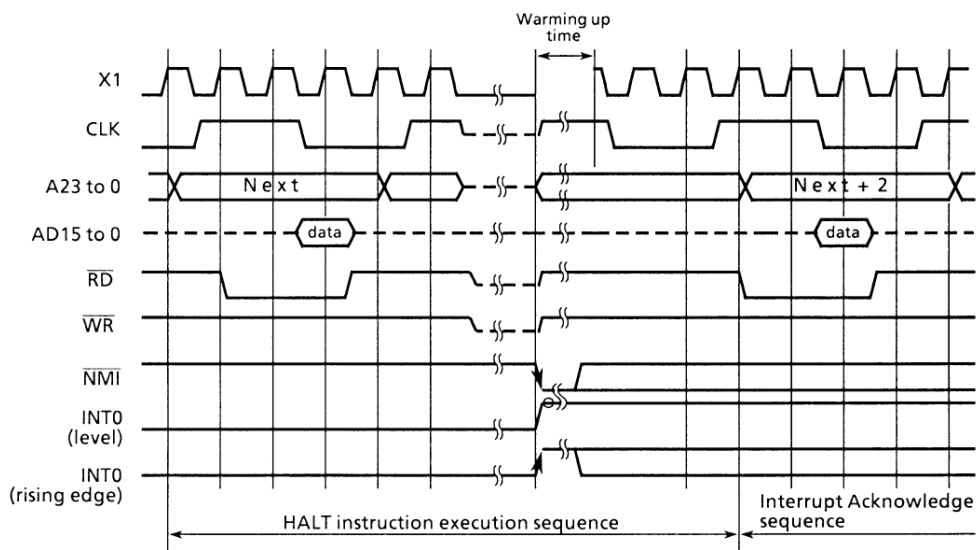 Warming up
time
X1
CLK
A23 to 0
Next
Next + 2
AD15 to 0
data
data
RD
WR
NMI
INT0
(level)
INT0
(rising edge)
HALT instruction execution sequence
Interrupt Acknowledge
sequence